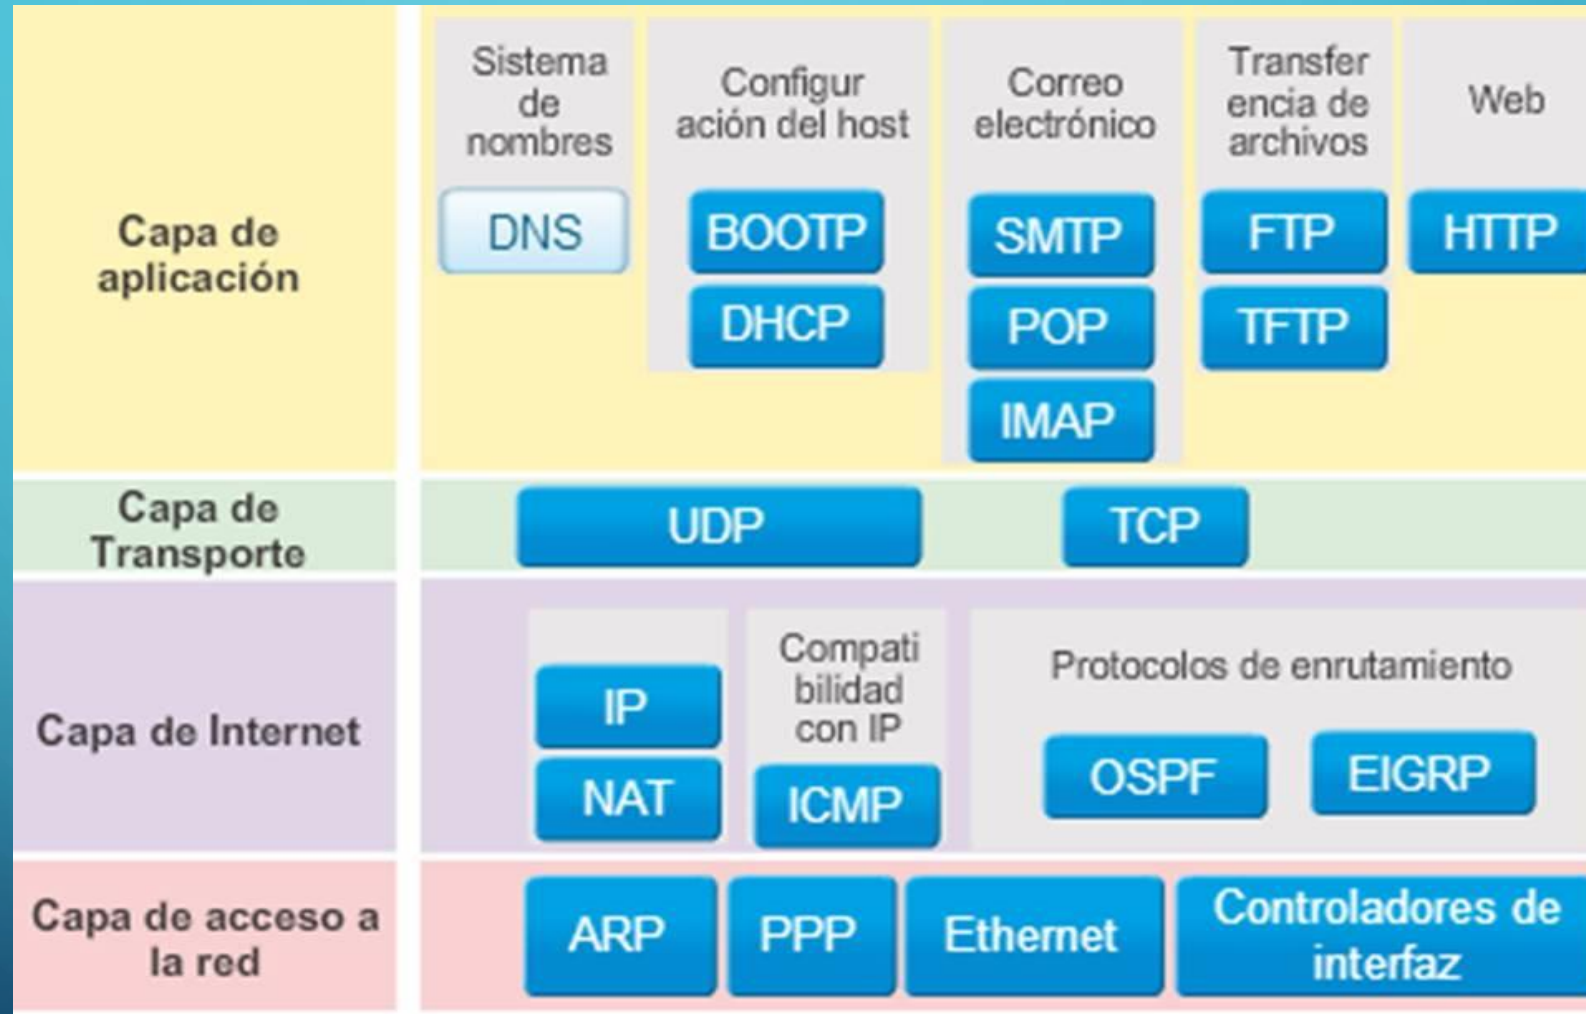 Sistema
de
nombres
Configur
ación del host
Correo
electrónico
Transfer
encia de
archivos
Web
Capa de
aplicación
DNS
BOOTP
DHCP
SMTP
POP
IMAP
FTP
TFTP
HTTP
Capa de
Transporte
UDP
TCP
Capa de Internet
IP
NAT
Compati
bilidad
con IP
ICMP
Protocolos de enrutamiento
OSPF
EIGRP
Capa de acceso a
la red
ARP
PPP
Ethernet
Controladores de
interfaz